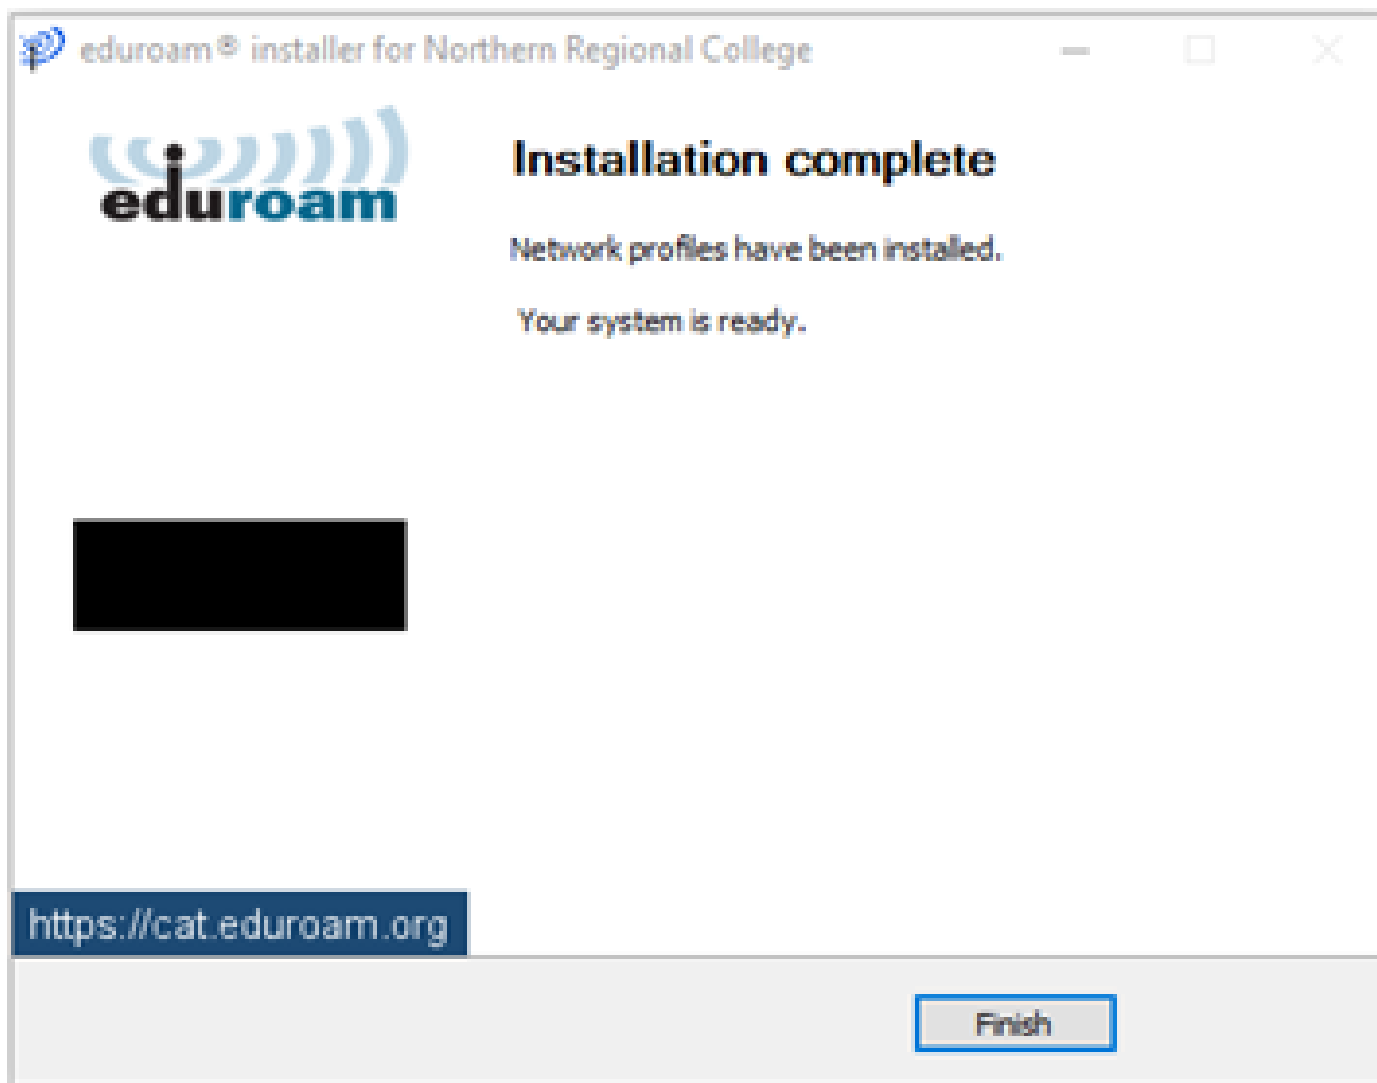 eduroam® installer for Northern Regional College
eduroam
Installation complete
Network profiles have been installed.
Your system is ready.
https://cat.eduroam.org
Finish